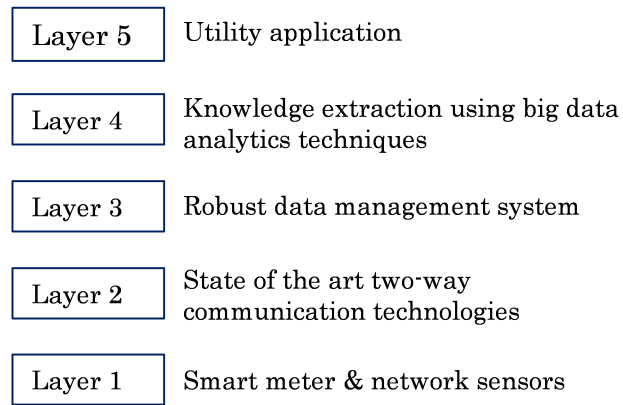 Layer 5 Utility application
Layer 4 Knowledge extraction using big data
analytics techniques
Layer 3 Robust data management system
Layer 2 State of the art two-way
communication technologies
Layer 1 Smart meter & network sensors